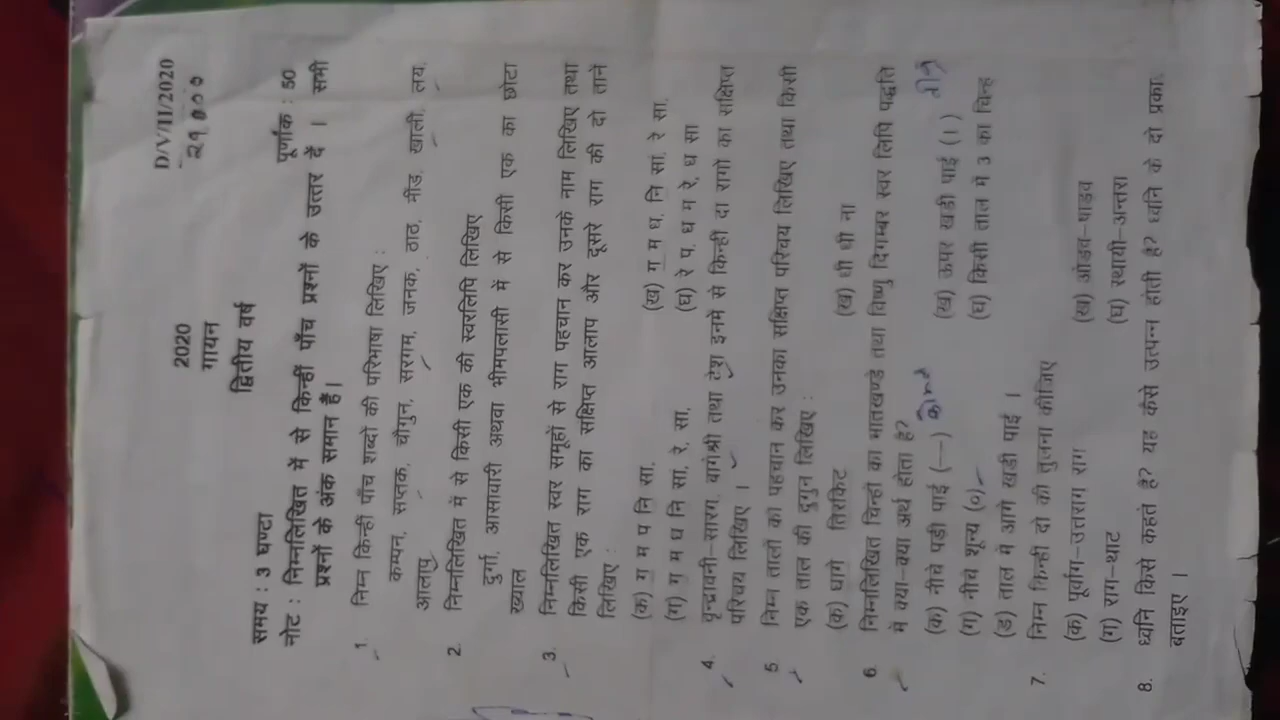 D/V/II/2020
२१०००
2020
गायन
द्वितीय वर्ष
समय : 3 घण्टा पूर्णांक : 50
नोट : निम्नलिखित में से किन्हीं पाँच प्रश्नों के उत्तर दें । सभी
प्रश्नों के अंक समान हैं।
1. निम्न किन्हीं पाँच शब्दों की परिभाषा लिखिए :
कम्पन, सप्तक, चौगुन, सरगम, जनक, ठाठ, मींड, खाली, लय,
आलाप
2. निम्नलिखित में से किसी एक की स्वरलिपि लिखिए
दुर्गा, आसावारी अथवा भीमपलासी में से किसी एक का छोटा
ख्याल
3. निम्नलिखित स्वर समूहों से राग पहचान कर उनके नाम लिखिए तथा
किसी एक राग का संक्षिप्त आलाप और दूसरे राग की दो तानें
लिखिए :
(क) ग़ म प नि सा, (ख) ग़ म ध, नि सा, रे सा,
(ग) ग़ म ध नि सा, रे, सा, (घ) रे प, ध म रे, ध सा
4. वृन्द्रावनी-सारंग, बागेश्री तथा देश इनमें से किन्ही दो रागों का संक्षिप्त
परिचय लिखिए ।
5 निम्न तालों को पहचान कर उनका संक्षिप्त परिचय लिखिए तथा किसी
एक ताल की दुगुन लिखिए :
(क) धागे तिरकिट (ख) धी धी ना
6. निम्नलिखित चिन्हों का भातखण्डे तथा विष्णु दिगम्बर स्वर लिपि पद्धति
में क्या-क्या अर्थ होता है?
(क) नीचे पड़ी पाई (—) कोमल (ख) ऊपर खड़ी पाई (।) तीव्र
(ग) नीचे शून्य (०) (घ) किसी ताल में 3 का चिन्ह
(ड) ताल में आगे खड़ी पाई ।
7. निम्न किन्ही दो की तुलना कीजिए
(क) पूर्वांग-उत्तरांग राग (ख) ओडव-षाडव
(ग) राग-थाट (घ) स्थायी-अन्तरा
8. ध्वनि किसे कहते है? यह कैसे उत्पन्न होती है? ध्वनि के दो प्रकार
बताइए ।